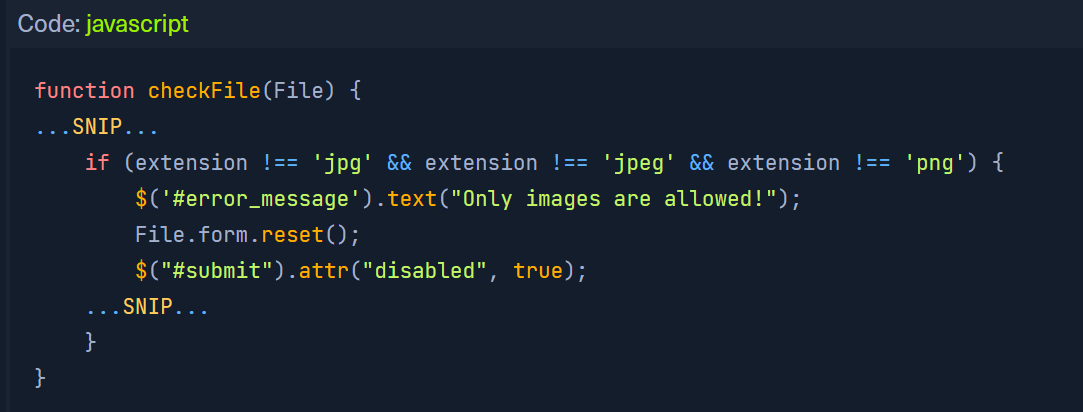 Code: javascript
function checkFile(File) {
...SNIP...
    if (extension !== 'jpg' && extension !== 'jpeg' && extension !== 'png') {
        $('#error_message').text("Only images are allowed!");
        File.form.reset();
        $("#submit").attr("disabled", true);
    ...SNIP...
    }
}